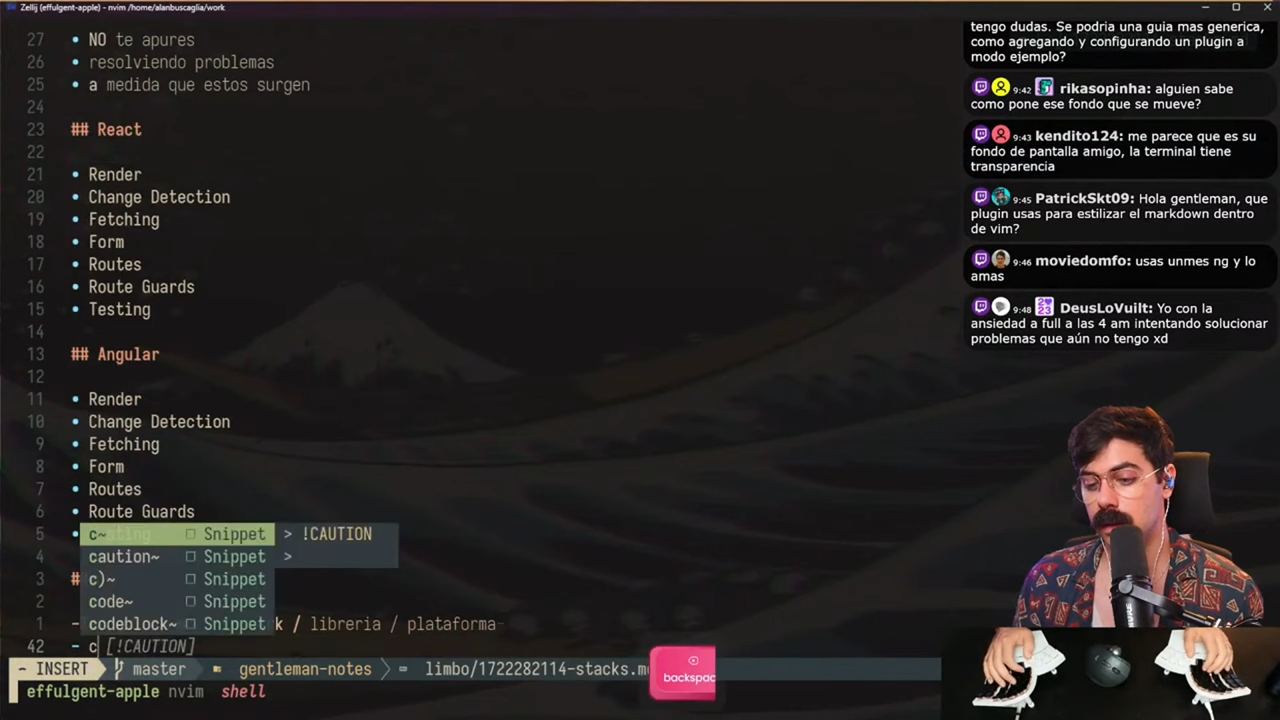 Zellij (effulgent-apple) - nvim /home/alanbuscaglia/work
27 • NO te apures
26 • resolviendo problemas
25 • a medida que estos surgen
24
23 ## React
22
21 • Render
20 • Change Detection
19 • Fetching
18 • Form
17 • Routes
16 • Route Guards
15 • Testing
14
13 ## Angular
12
11 • Render
10 • Change Detection
9 • Fetching
8 • Form
7 • Routes
6 • Route Guards
5 •
c~ Snippet > !CAUTION
4
caution~ Snippet >
3 #
c)~ Snippet
2
code~ Snippet
1 - k / libreria / plataforma
codeblock~ Snippet
42 - c [!CAUTION]
INSERT master gentleman-notes limbo/1722282114-stacks.m
effulgent-apple nvim shell
backspac
tengo dudas. Se podria una guia mas generica,
como agregando y configurando un plugin a
modo ejemplo?
9:42 rikasopinha: alguien sabe
como pone ese fondo que se mueve?
9:43 kendito124: me parece que es su
fondo de pantalla amigo, la terminal tiene
transparencia
9:45 PatrickSkt09: Hola gentleman, que
plugin usas para estilizar el markdown dentro
de vim?
9:46 moviedomfo: usas unmes ng y lo
amas
9:48 DeusLoVuilt: Yo con la
ansiedad a full a las 4 am intentando solucionar
problemas que aún no tengo xd